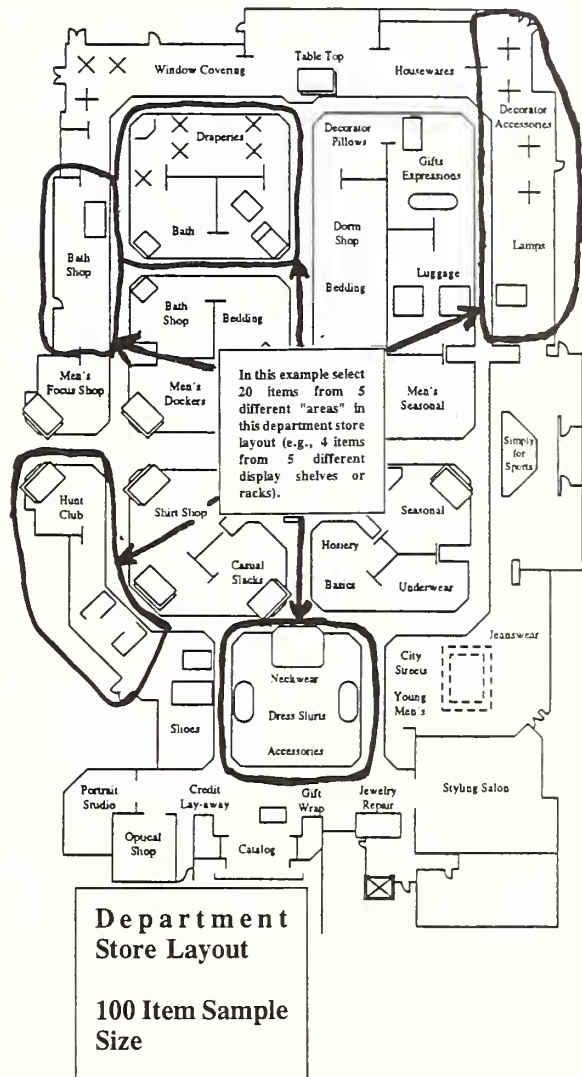 Table Top
Window Covering
Housewares
Draperies
Decorator
Pillows
Gifts
Expressions
Decorator
Accessories
Bath
Dorm
Shop
Lamps
Bath
Shop
Luggage
Bedding
Bath
Shop
Bedding
Men's
Focus Shop
Men's
Dockers
In this example select
20 items from 5
different "areas" in
this department store
layout (e.g., 4 items
from 5 different
display shelves or
racks).
Men's
Seasonal
Simply
for
Sports
Hunt
Club
Shirt Shop
Seasonal
Casual
Slacks
Hosiery
Basics
Underwear
Jeanswear
City
Streets
Young
Men's
Neckwear
Dress Shirts
Accessories
Shoes
Portrait
Studio
Credit
Lay-away
Gift
Wrap
Jewelry
Repair
Styling Salon
Optical
Shop
Catalog
Department
Store Layout
100 Item Sample
Size